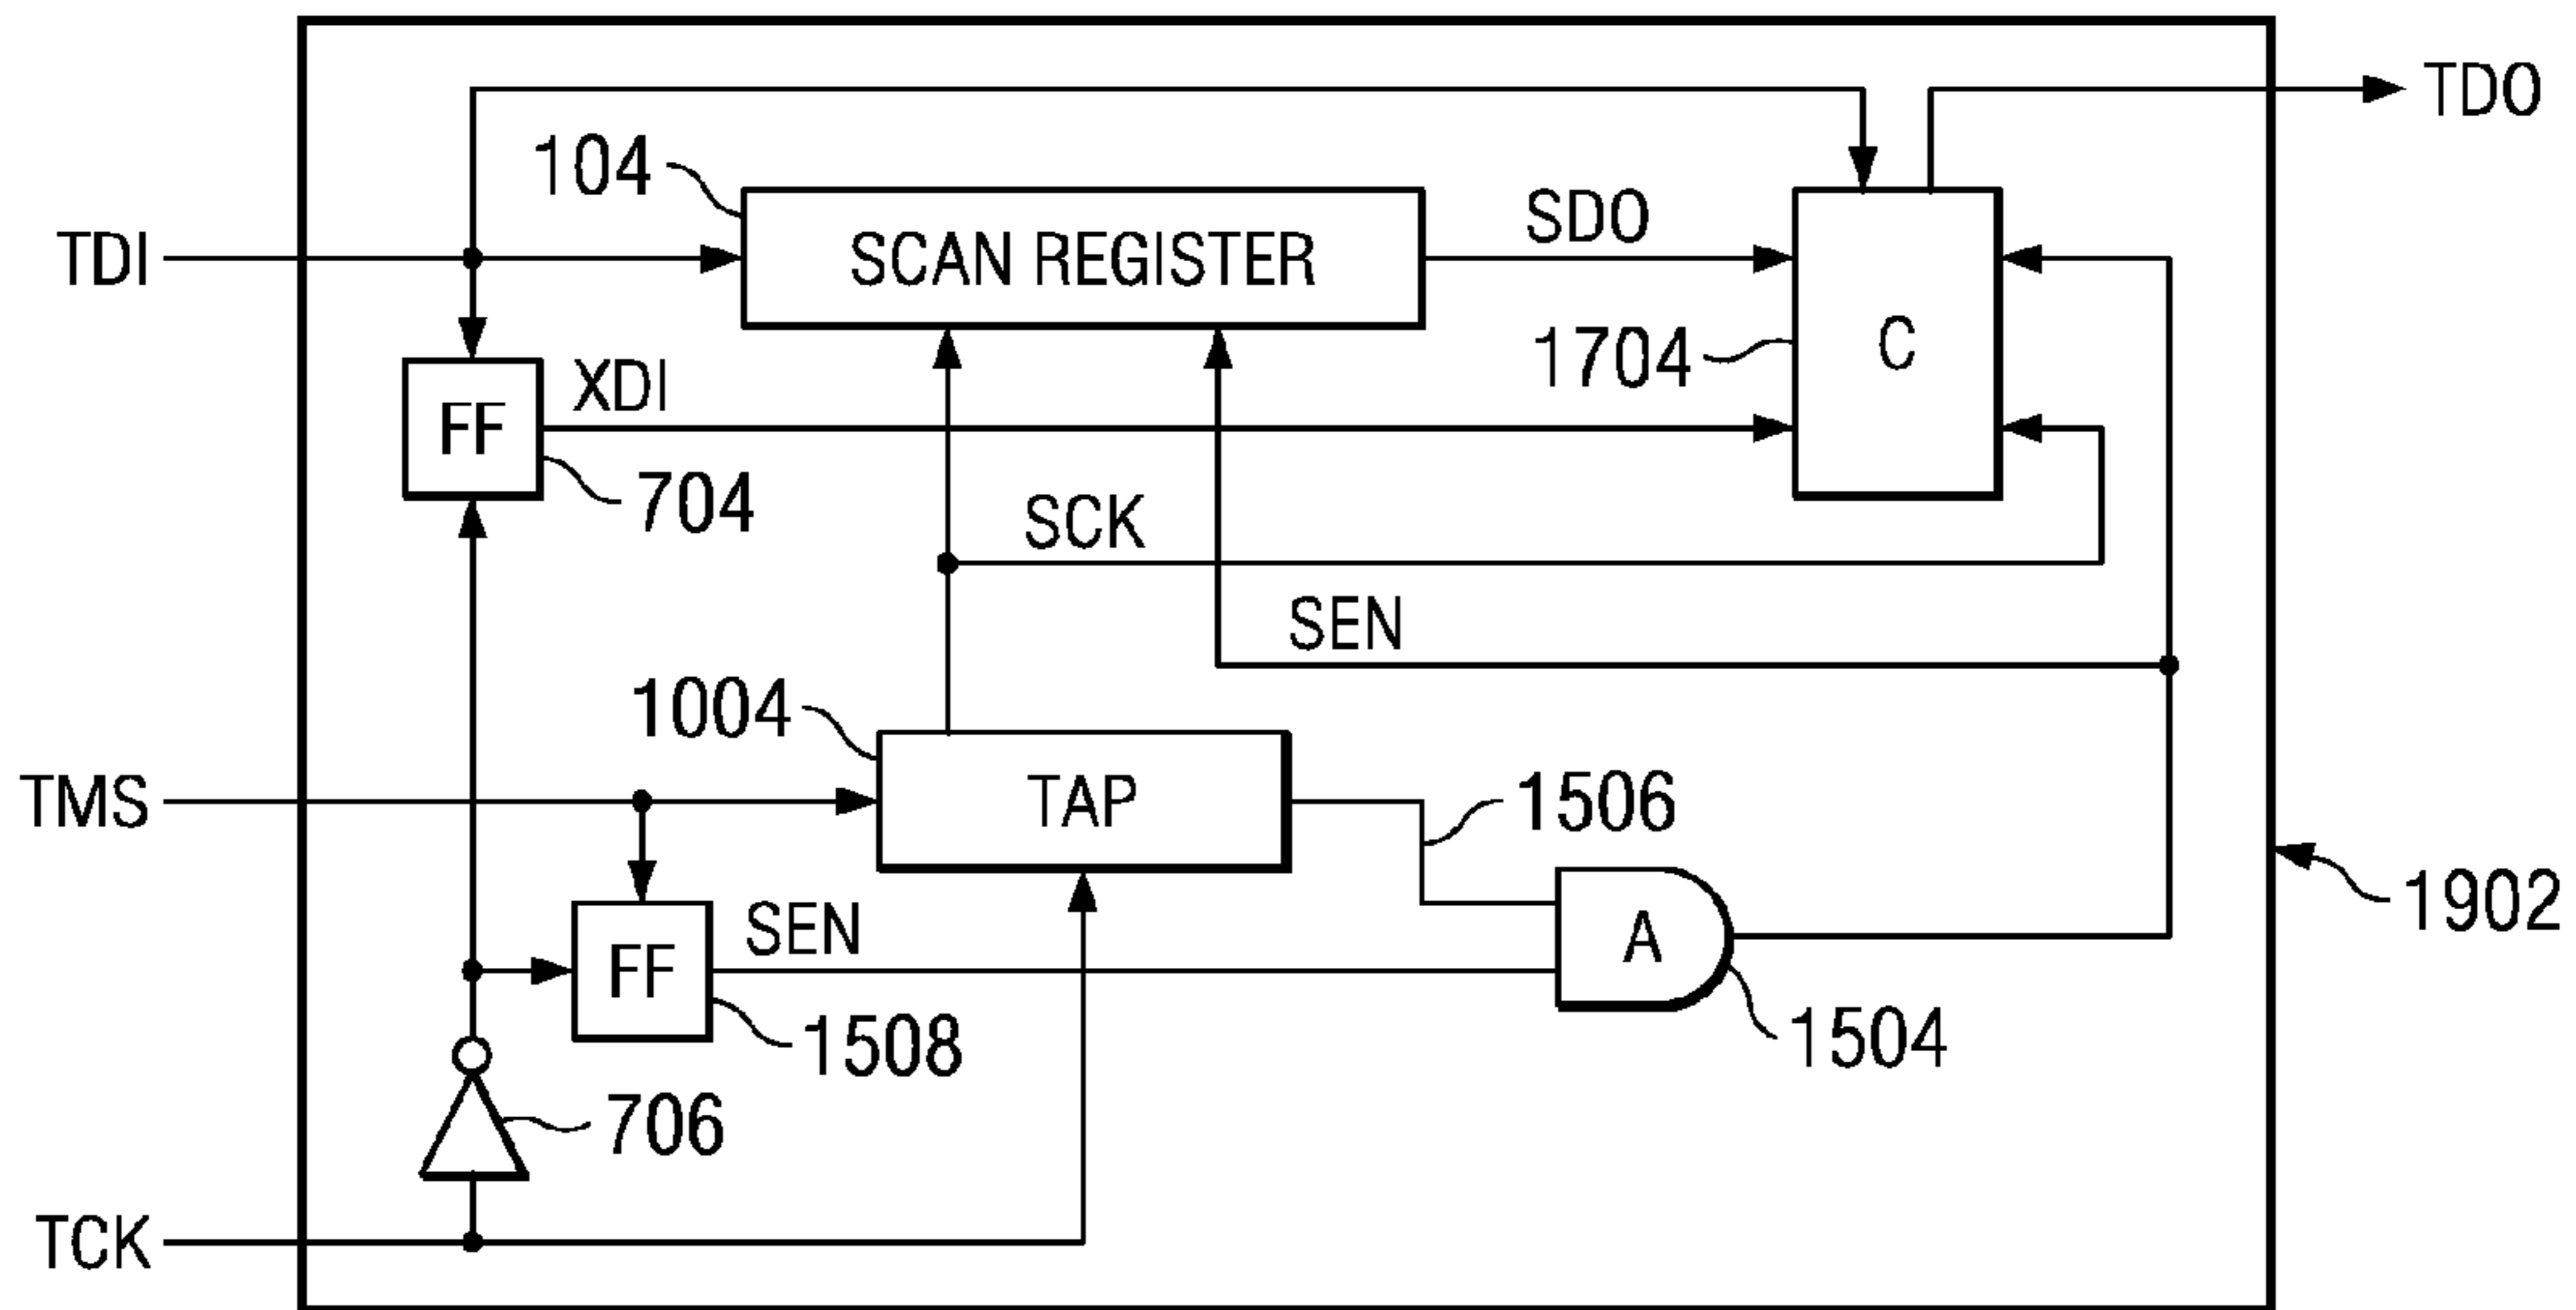 TDO
104
SDO
TDI
SCAN REGISTER
1704
C
XDI
FF
704
SCK
SEN
1004
TMS
TAP
1506
1902
SEN
A
FF
1508
1504
706
TCK